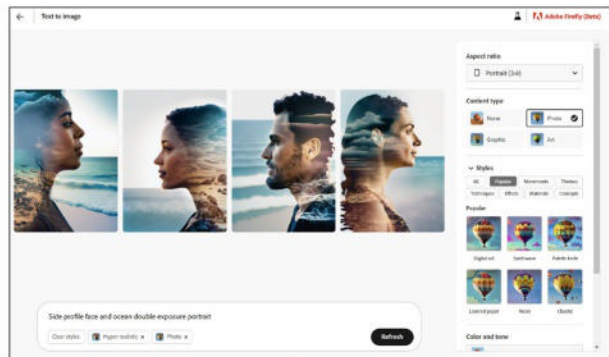 Text to image
Adobe Firefly (Beta)
Aspect ratio
Portrait (3:4)
Content type
None
Photo
Graphic
Art
Styles
All
Popular
Movements
Themes
Techniques
Effects
Materials
Concepts
Popular
Digital art
Synthwave
Palette knife
Layered paper
Neon
Chaotic
Color and tone
Side profile face and ocean double-exposure portrait
Clear styles
Hyper realistic x
Photo x
Refresh